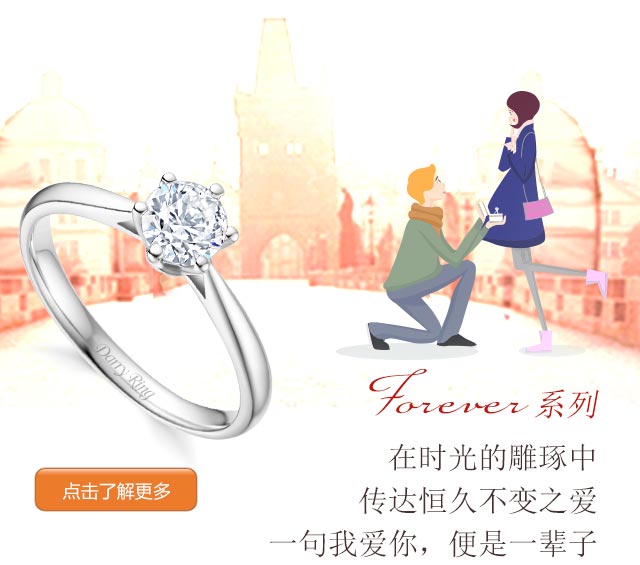 Darry Ring
Forever 系列
在时光的雕琢中
传达恒久不变之爱
一句我爱你，便是一辈子
点击了解更多